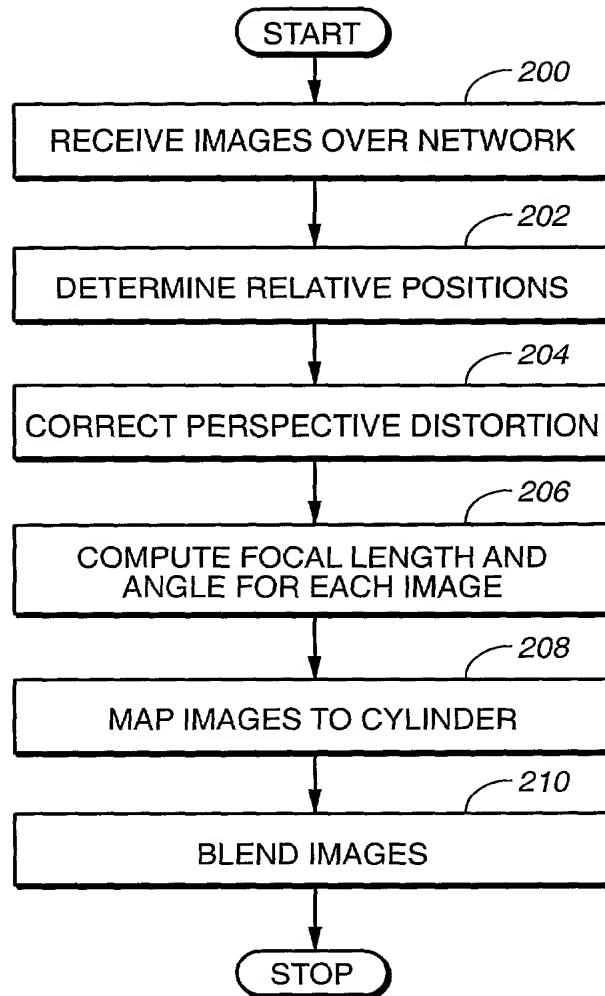 START
200
RECEIVE IMAGES OVER NETWORK
202
DETERMINE RELATIVE POSITIONS
204
CORRECT PERSPECTIVE DISTORTION
206
COMPUTE FOCAL LENGTH AND
ANGLE FOR EACH IMAGE
208
MAP IMAGES TO CYLINDER
210
BLEND IMAGES
STOP